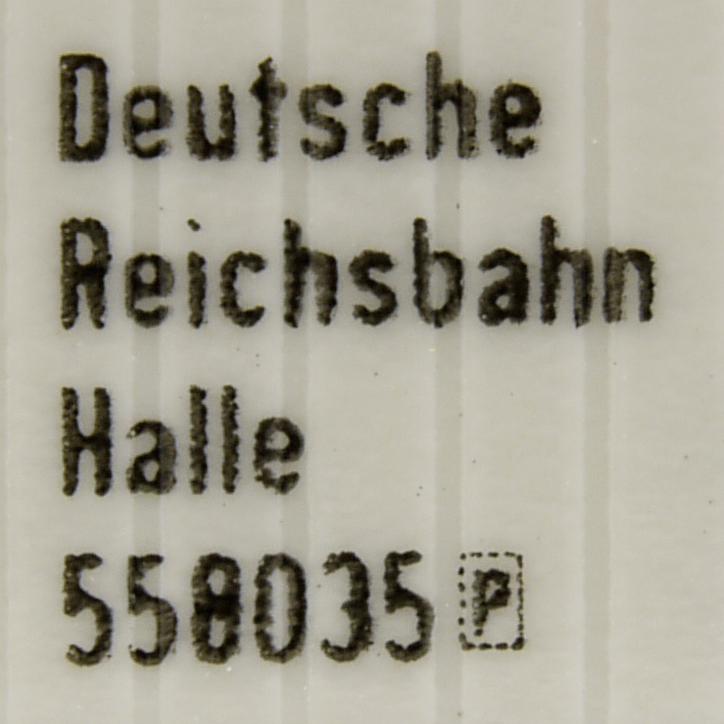 Deutsche
Reichsbahn
Halle
558035 P